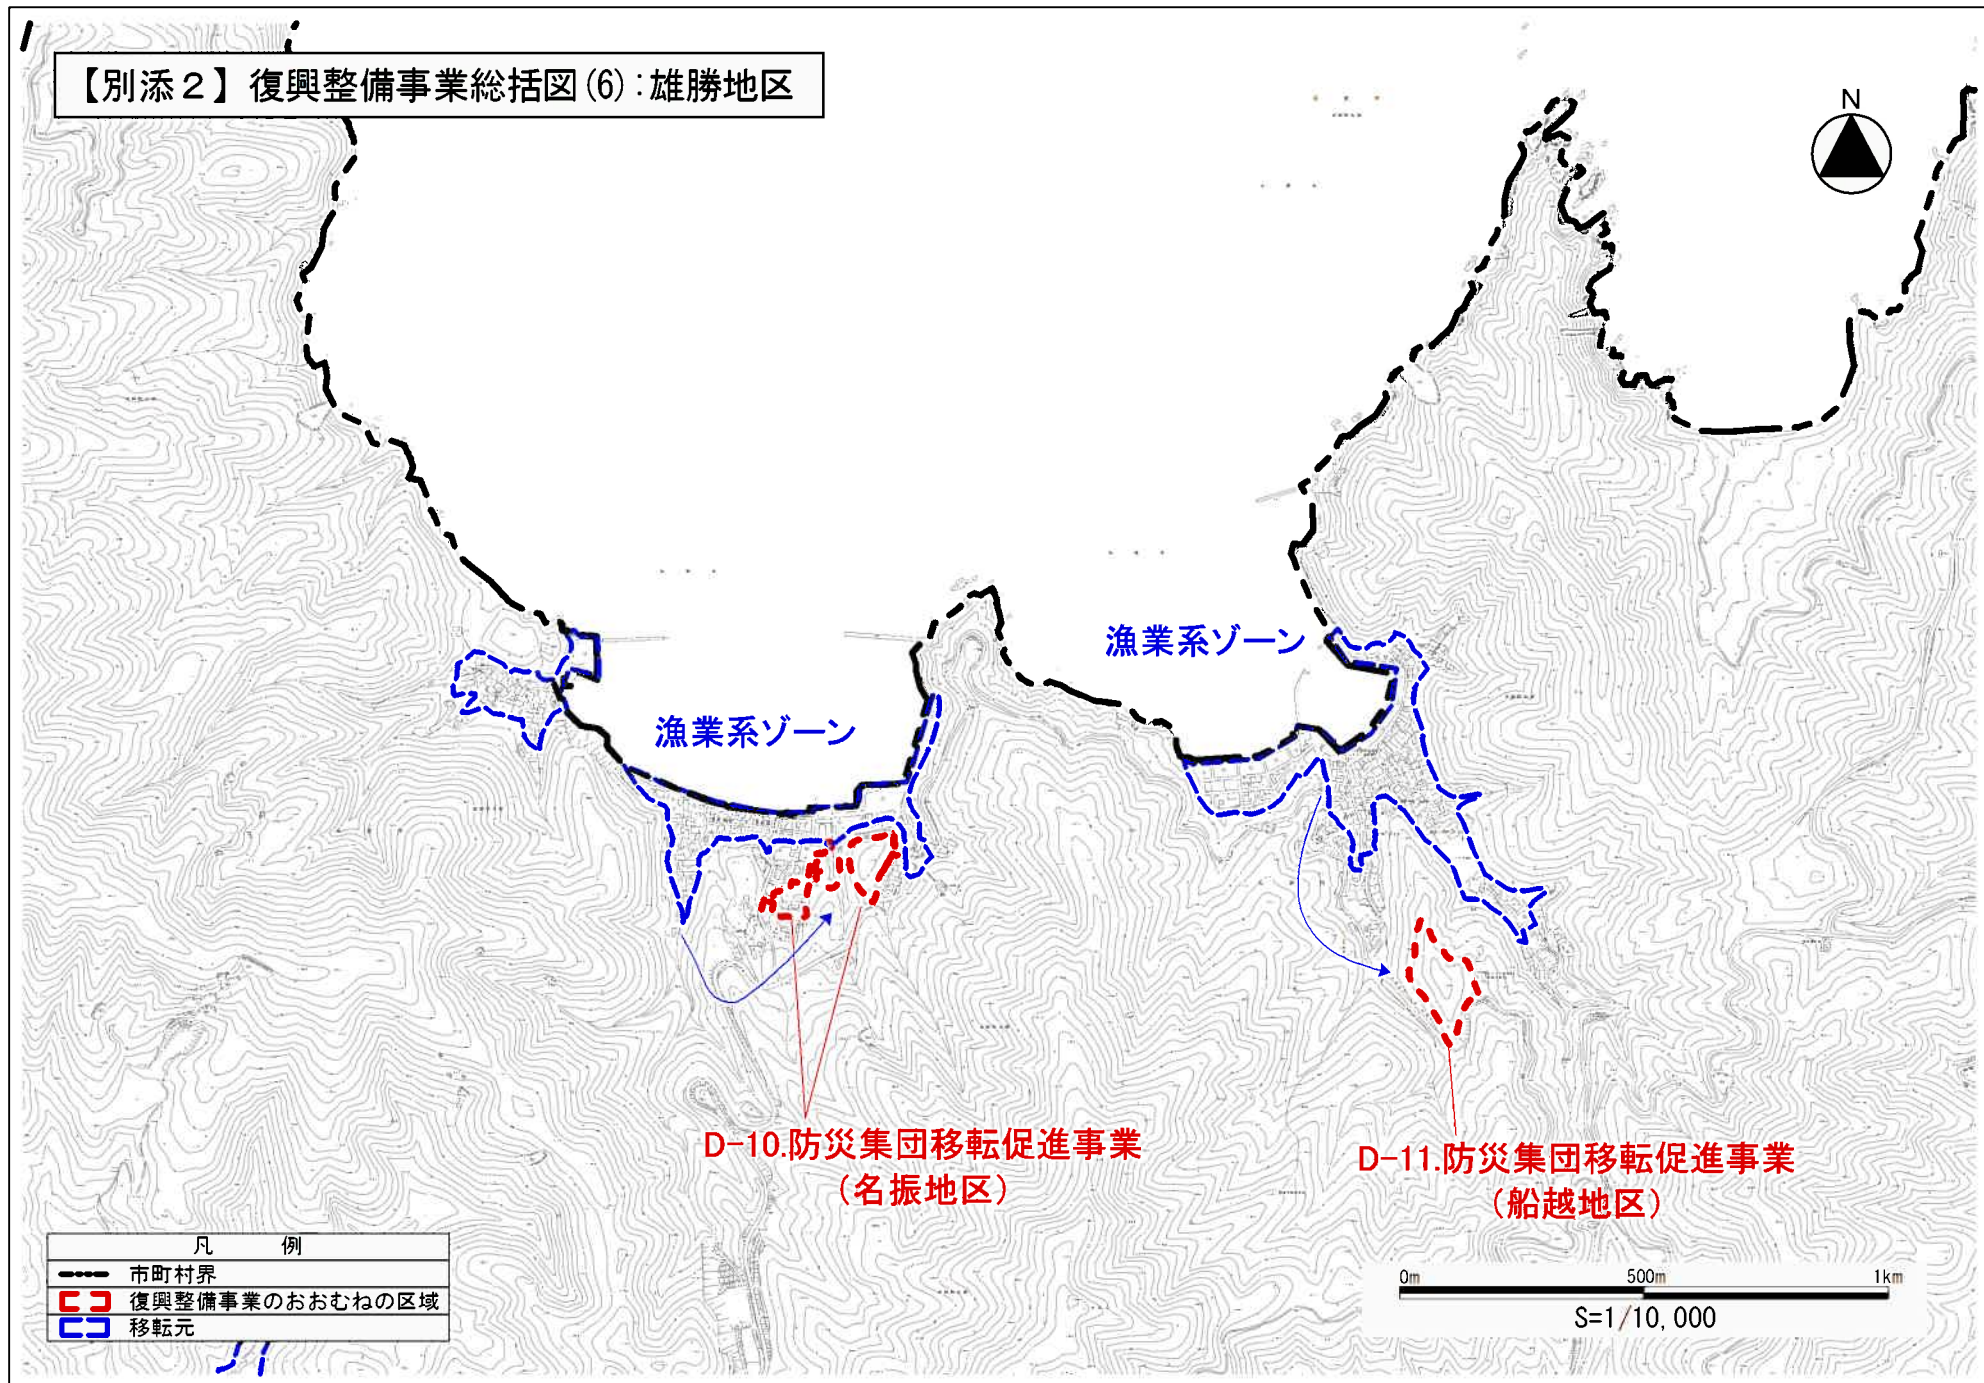 【別添２】復興整備事業総括図(6):雄勝地区
N
漁業系ゾーン
漁業系ゾーン
D-10.防災集団移転促進事業
（名振地区）
D-11.防災集団移転促進事業
（船越地区）
凡 例
市町村界
復興整備事業のおおむねの区域
移転元
0m 500m 1km
S=1/10,000